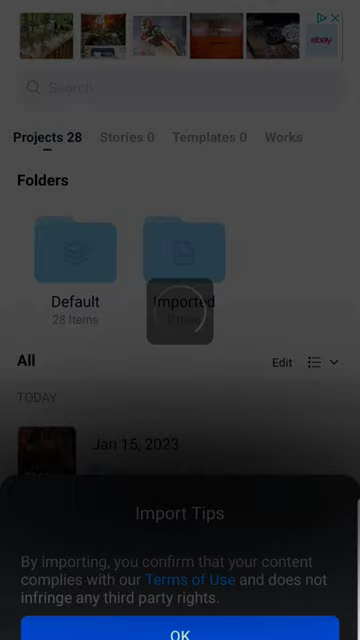 ebay
Search
Projects 28
Stories 0
Templates 0
Works
Folders
Default
Imported
28 Items
All
Edit
TODAY
Jan 15, 2023
Import Tips
By importing, you confirm that your content
complies with our Terms of Use and does not
infringe any third party rights.
OK